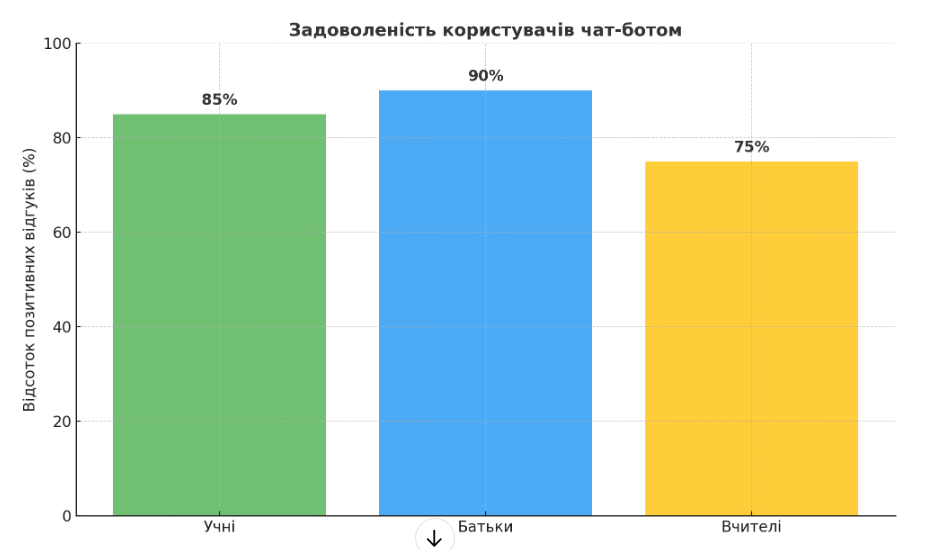 Задоволеність користувачів чат-ботом
Відсоток позитивних відгуків (%)
100
80
60
40
20
0
85%
90%
75%
Учні
Батьки
Вчителі